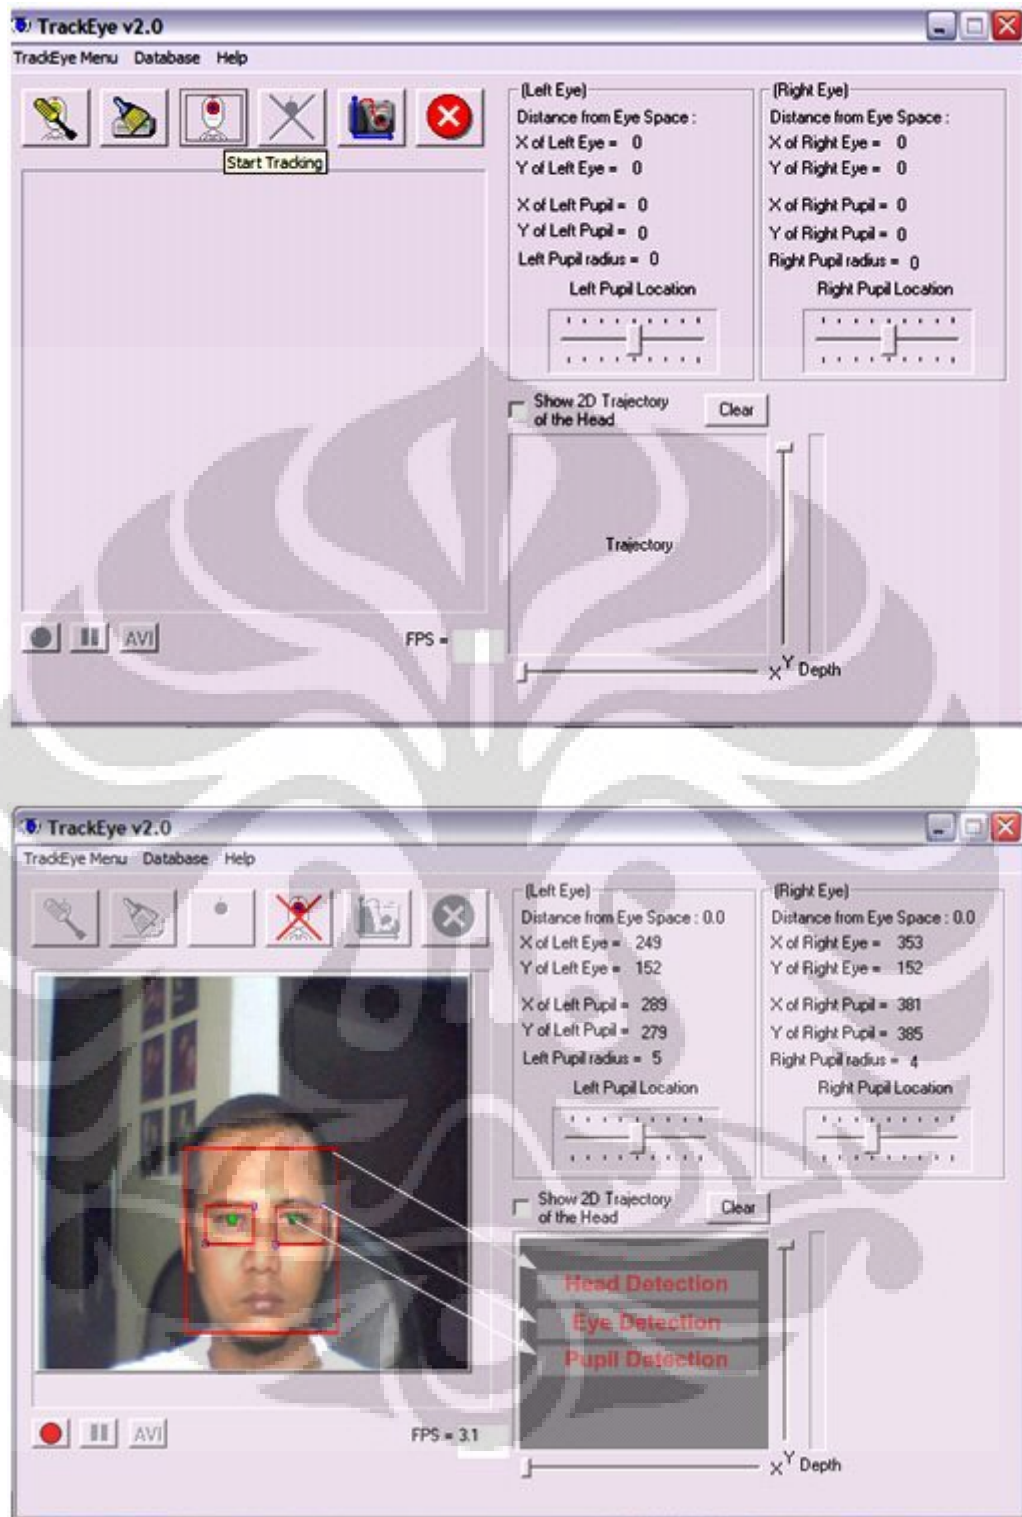 TrackEye v2.0
TrackEye Menu Database Help
Start Tracking
(Left Eye)
Distance from Eye Space :
X of Left Eye = 0
Y of Left Eye = 0
X of Left Pupil = 0
Y of Left Pupil = 0
Left Pupil radius = 0
Left Pupil Location
(Right Eye)
Distance from Eye Space :
X of Right Eye = 0
Y of Right Eye = 0
X of Right Pupil = 0
Y of Right Pupil = 0
Right Pupil radius = 0
Right Pupil Location
Show 2D Trajectory
of the Head
Clear
Trajectory
AVI
FPS =
X Y Depth
TrackEye v2.0
TrackEye Menu Database Help
(Left Eye)
Distance from Eye Space : 0.0
X of Left Eye = 249
Y of Left Eye = 152
X of Left Pupil = 289
Y of Left Pupil = 279
Left Pupil radius = 5
Left Pupil Location
(Right Eye)
Distance from Eye Space : 0.0
X of Right Eye = 353
Y of Right Eye = 152
X of Right Pupil = 381
Y of Right Pupil = 385
Right Pupil radius = 4
Right Pupil Location
Show 2D Trajectory
of the Head
Clear
Head Detection
Eye Detection
Pupil Detection
AVI
FPS = 3.1
X Y Depth